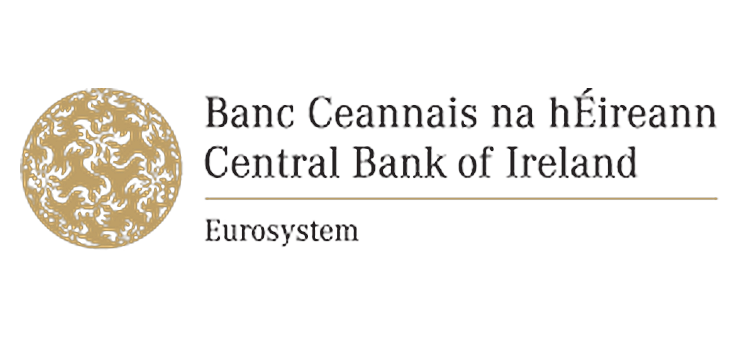 Banc Ceannais na hÉireann
Central Bank of Ireland
Eurosystem